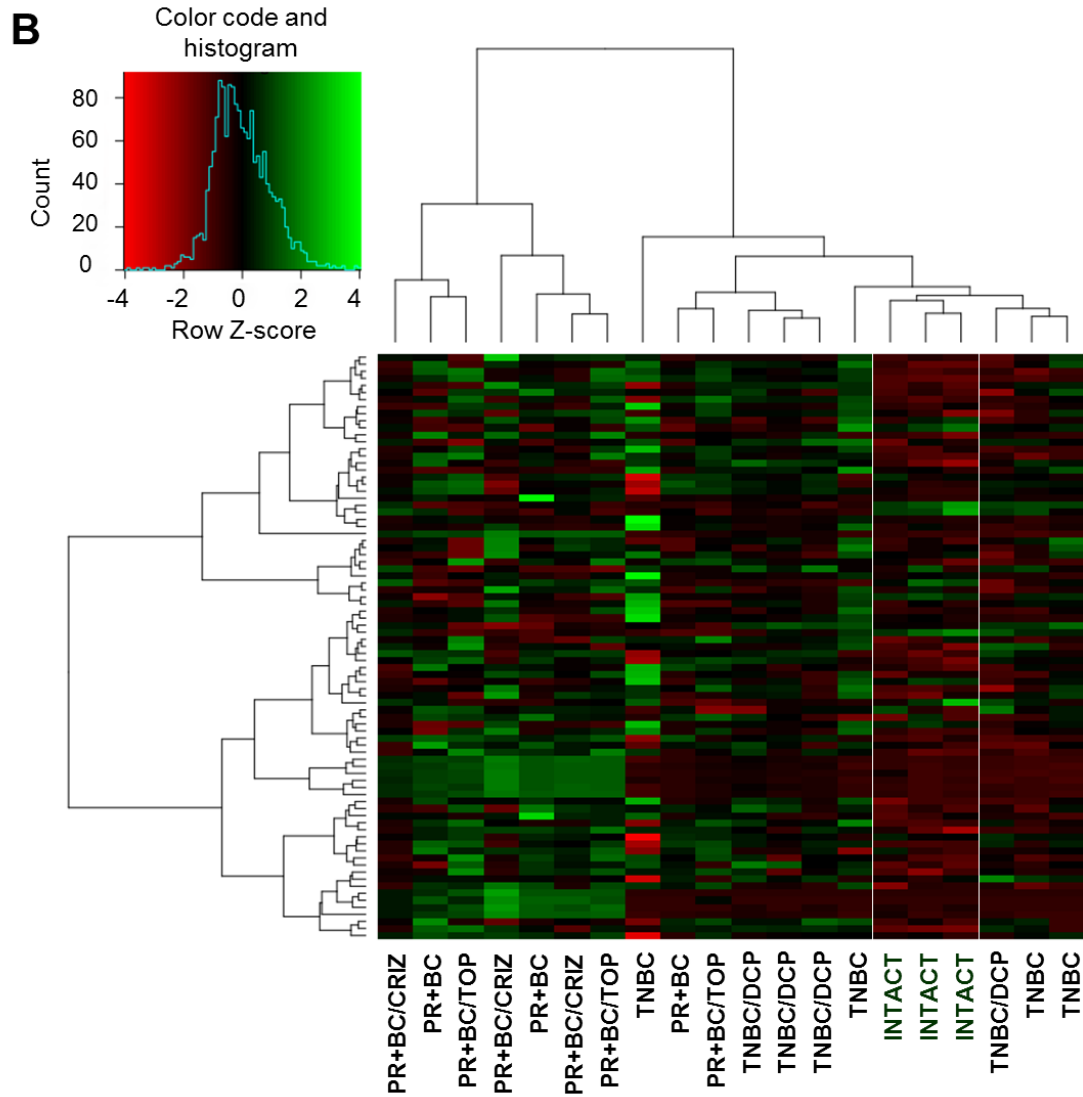 B
Color code and
histogram
80
60
40
20
0
Count
-4 -2 0 2 4
Row Z-score
PR+BC/CRIZ
PR+BC
PR+BC/TOP
PR+BC/CRIZ
PR+BC
PR+BC/CRIZ
PR+BC/TOP
TNBC
PR+BC
PR+BC/TOP
TNBC/DCP
TNBC/DCP
TNBC/DCP
TNBC
INTACT
INTACT
INTACT
TNBC/DCP
TNBC
TNBC